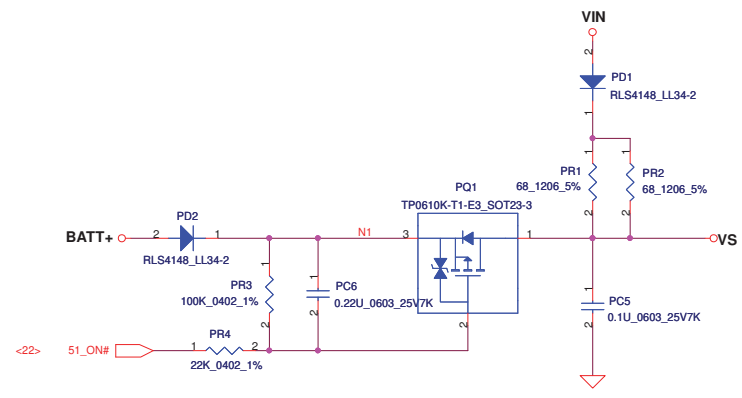 VIN
2
PD1
RLS4148_LL34-2
1
1
1
PR1
68_1206_5%
PR2
68_1206_5%
2
2
PQ1
TP0610K-T1-E3_SOT23-3
BATT+
2
PD2
1
RLS4148_LL34-2
N1
3
1
VS
1
PR3
100K_0402_1%
2
1
PC6
0.22U_0603_25V7K
2
2
1
PC5
0.1U_0603_25V7K
2
<22>
51_ON#
1
PR4
2
22K_0402_1%